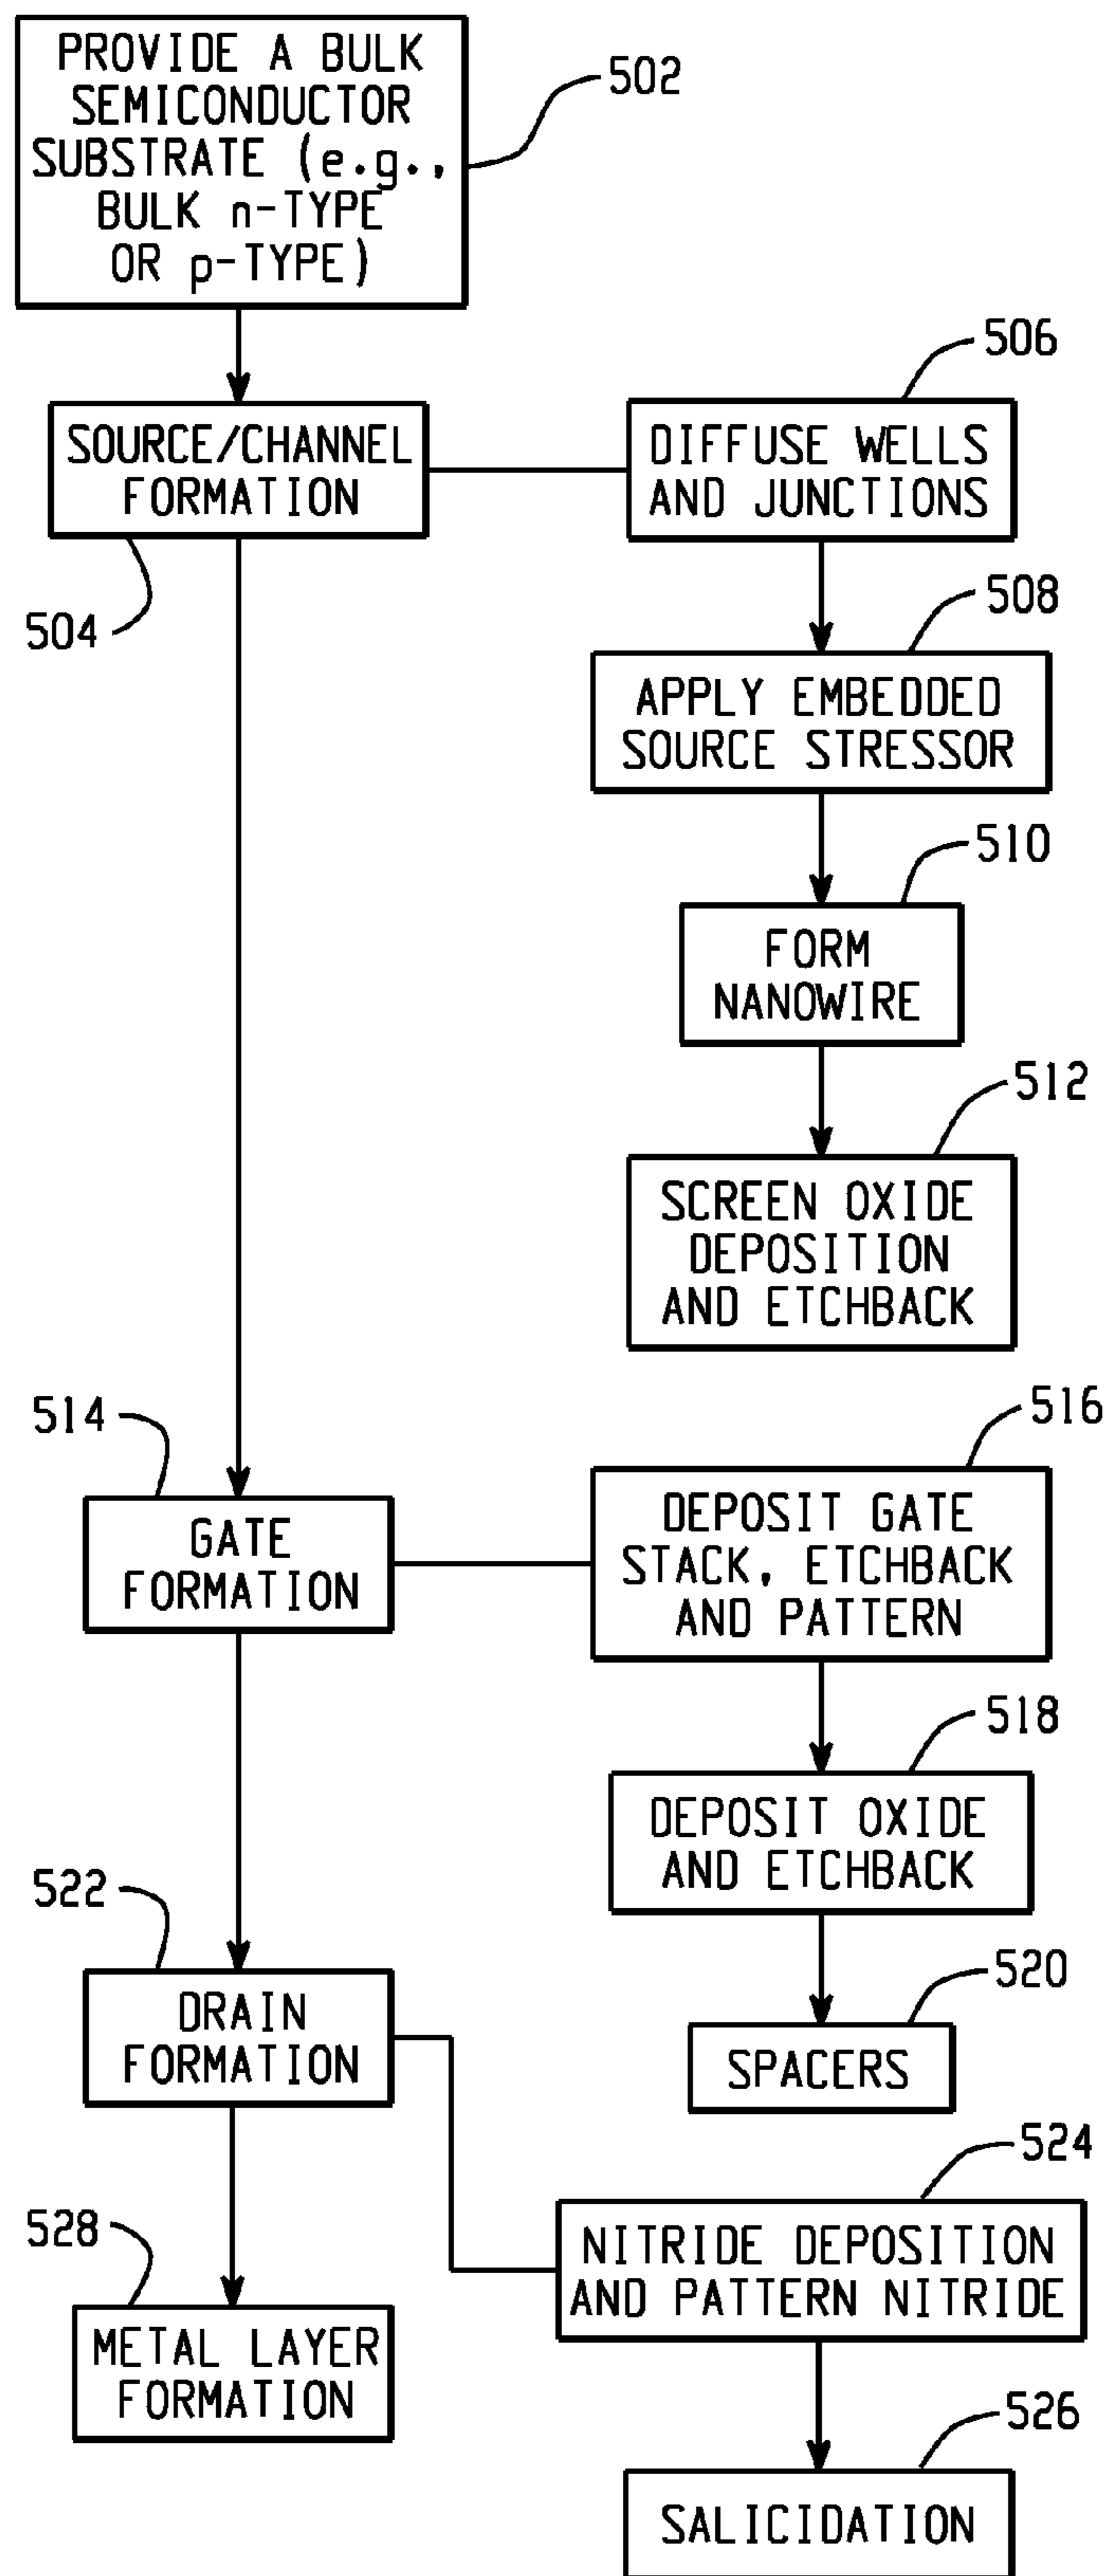 PROVIDE A BULK
SEMICONDUCTOR
SUBSTRATE (e.g.,
BULK n-TYPE
OR p-TYPE)
502
SOURCE/CHANNEL
FORMATION
504
506
DIFFUSE WELLS
AND JUNCTIONS
508
APPLY EMBEDDED
SOURCE STRESSOR
510
FORM
NANOWIRE
512
SCREEN OXIDE
DEPOSITION
AND ETCHBACK
514
GATE
FORMATION
516
DEPOSIT GATE
STACK, ETCHBACK
AND PATTERN
518
DEPOSIT OXIDE
AND ETCHBACK
520
SPACERS
522
DRAIN
FORMATION
524
NITRIDE DEPOSITION
AND PATTERN NITRIDE
526
SALICIDATION
528
METAL LAYER
FORMATION